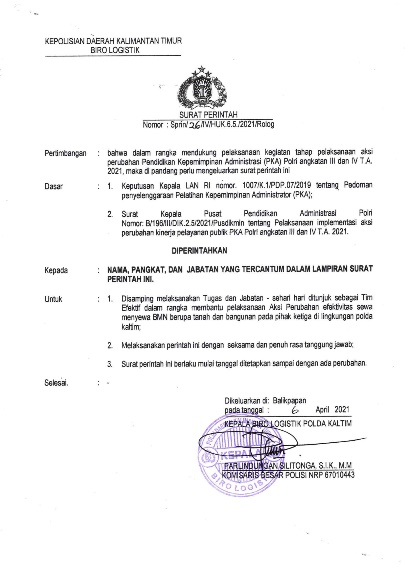 KEPOLISIAN DAERAH KALIMANTAN TIMUR
BIRO LOGISTIK
SURAT PERINTAH
Nomor : Sprin/26/IV/HUK.6.5./2021/Rolog
Pertimbangan : bahwa dalam rangka mendukung pelaksanaan kegiatan tahap pelaksanaan aksi
perubahan Pendidikan Kepemimpinan Administrasi (PKA) Polri angkatan III dan IV T.A.
2021, maka di pandang perlu mengeluarkan surat perintah ini
Dasar : 1. Keputusan Kepala LAN RI nomor. 1007/K.1/PDP.07/2019 tentang Pedoman
penyelenggaraan Pelatihan Kepemimpinan Administrator (PKA);
2. Surat Kepala Pusat Pendidikan Administrasi Polri
Nomor: B/196/III/DIK.2.5/2021/Pusdikmin tentang Pelaksanaan implementasi aksi
perubahan kinerja pelayanan publik PKA Polri angkatan III dan IV T.A. 2021.
DIPERINTAHKAN
Kepada : NAMA, PANGKAT, DAN JABATAN YANG TERCANTUM DALAM LAMPIRAN SURAT
PERINTAH INI.
Untuk : 1. Disamping melaksanakan Tugas dan Jabatan - sehari hari ditunjuk sebagai Tim
Efektif dalam rangka membantu pelaksanaan Aksi Perubahan efektivitas sewa
menyewa BMN berupa tanah dan bangunan pada pihak ketiga di lingkungan polda
kaltim;
2. Melaksanakan perintah ini dengan seksama dan penuh rasa tanggung jawab;
3. Surat perintah ini berlaku mulai tanggal ditetapkan sampai dengan ada perubahan.
Selesai. : -
Dikeluarkan di: Balikpapan
pada tanggal : 6 April 2021
KEPALA BIRO LOGISTIK POLDA KALTIM
KEPALA
PARLINDUNGAN SILITONGA, S.I.K., M.M
KOMISARIS BESAR POLISI NRP 67010443
BIRO LOGISTIK